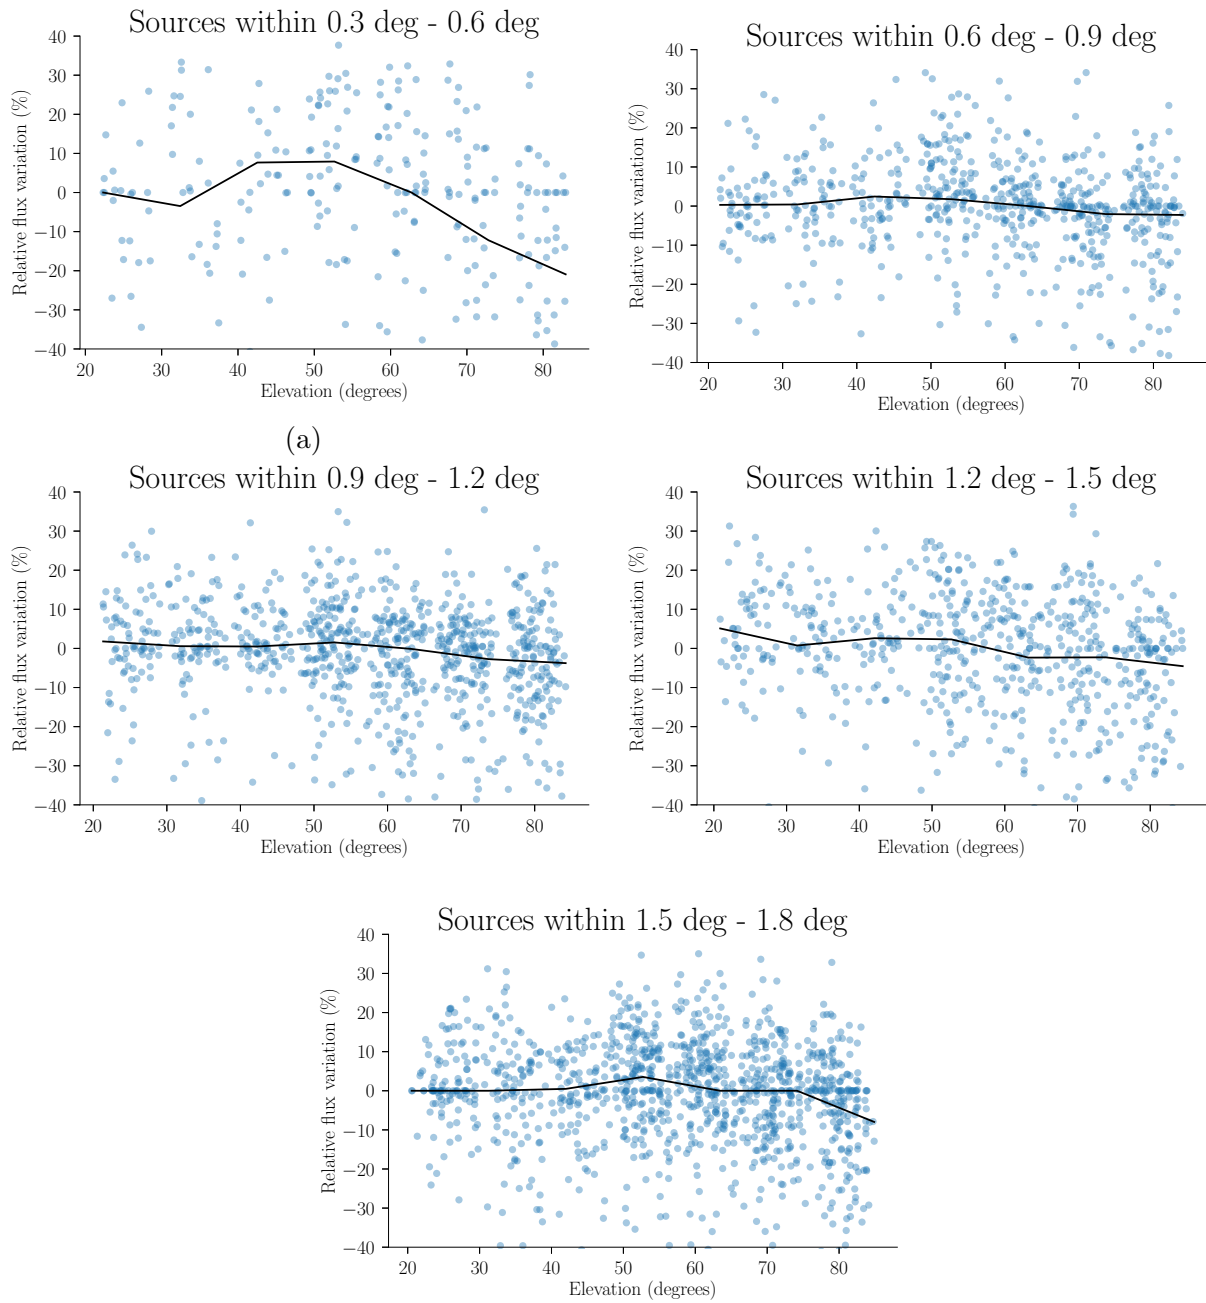 Sources within 0.3 deg - 0.6 deg
40
30
20
10
0
−10
−20
−30
−40
Relative flux variation (%)
20 30 40 50 60 70 80
Elevation (degrees)
(a)
Sources within 0.6 deg - 0.9 deg
40
30
20
10
0
−10
−20
−30
−40
Relative flux variation (%)
20 30 40 50 60 70 80
Elevation (degrees)
Sources within 0.9 deg - 1.2 deg
40
30
20
10
0
−10
−20
−30
−40
Relative flux variation (%)
20 30 40 50 60 70 80
Elevation (degrees)
Sources within 1.2 deg - 1.5 deg
40
30
20
10
0
−10
−20
−30
−40
Relative flux variation (%)
20 30 40 50 60 70 80
Elevation (degrees)
Sources within 1.5 deg - 1.8 deg
40
30
20
10
0
−10
−20
−30
−40
Relative flux variation (%)
20 30 40 50 60 70 80
Elevation (degrees)